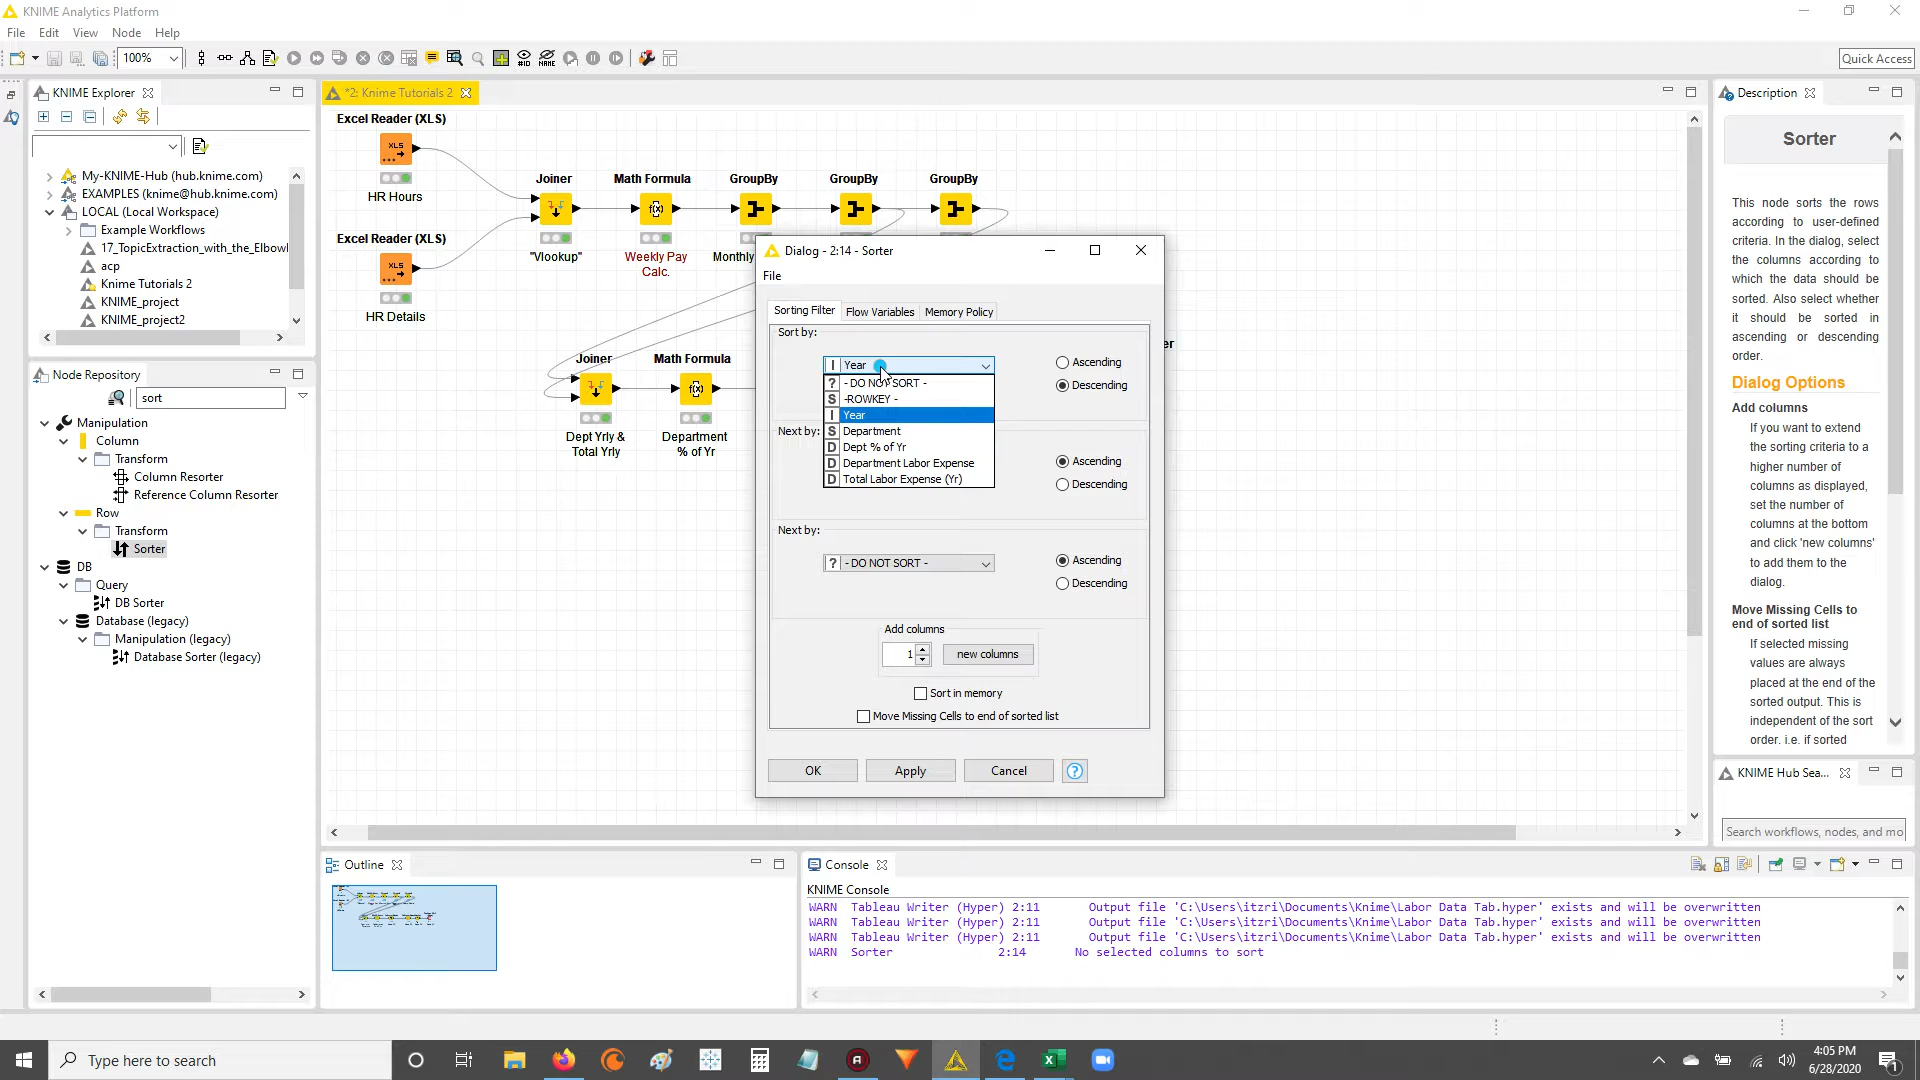 KNIME Analytics Platform
File Edit View Node Help
100%
Quick Access
KNIME Explorer
My-KNIME-Hub (hub.knime.com)
EXAMPLES (knime@hub.knime.com)
LOCAL (Local Workspace)
Example Workflows
17_TopicExtraction_with_the_Elbow
acp
Knime Tutorials 2
KNIME_project
KNIME_project2
Node Repository
sort
Manipulation
Column
Transform
Column Resorter
Reference Column Resorter
Row
Transform
Sorter
DB
Query
DB Sorter
Database (legacy)
Manipulation (legacy)
Database Sorter (legacy)
*2: Knime Tutorials 2
Excel Reader (XLS)
XLS
HR Hours
Excel Reader (XLS)
XLS
HR Details
Joiner
"Vlookup"
Math Formula
f(x)
Weekly Pay
Calc.
GroupBy
Monthly
GroupBy
GroupBy
Joiner
Dept Yrly &
Total Yrly
Math Formula
f(x)
Department
% of Yr
er
Dialog - 2:14 - Sorter
File
Sorting Filter Flow Variables Memory Policy
Sort by:
I Year
? - DO NOT SORT -
S -ROWKEY -
I Year
S Department
D Dept % of Yr
D Department Labor Expense
D Total Labor Expense (Yr)
Ascending
Descending
Next by:
Ascending
Descending
Next by:
? - DO NOT SORT -
Ascending
Descending
Add columns
1 new columns
Sort in memory
Move Missing Cells to end of sorted list
OK Apply Cancel ?
Description
Sorter
This node sorts the rows
according to user-defined
criteria. In the dialog, select
the columns according to
which the data should be
sorted. Also select whether
it should be sorted in
ascending or descending
order.
Dialog Options
Add columns
If you want to extend
the sorting criteria to a
higher number of
columns as displayed,
set the number of
columns at the bottom
and click 'new columns'
to add them to the
dialog.
Move Missing Cells to
end of sorted list
If selected missing
values are always
placed at the end of the
sorted output. This is
independent of the sort
order. i.e. if sorted
KNIME Hub Sea...
Search workflows, nodes, and mo
Outline
Console
KNIME Console
WARN Tableau Writer (Hyper) 2:11 Output file 'C:\Users\itzri\Documents\Knime\Labor Data Tab.hyper' exists and will be overwritten
WARN Tableau Writer (Hyper) 2:11 Output file 'C:\Users\itzri\Documents\Knime\Labor Data Tab.hyper' exists and will be overwritten
WARN Tableau Writer (Hyper) 2:11 Output file 'C:\Users\itzri\Documents\Knime\Labor Data Tab.hyper' exists and will be overwritten
WARN Sorter 2:14 No selected columns to sort
Type here to search
4:05 PM
6/28/2020